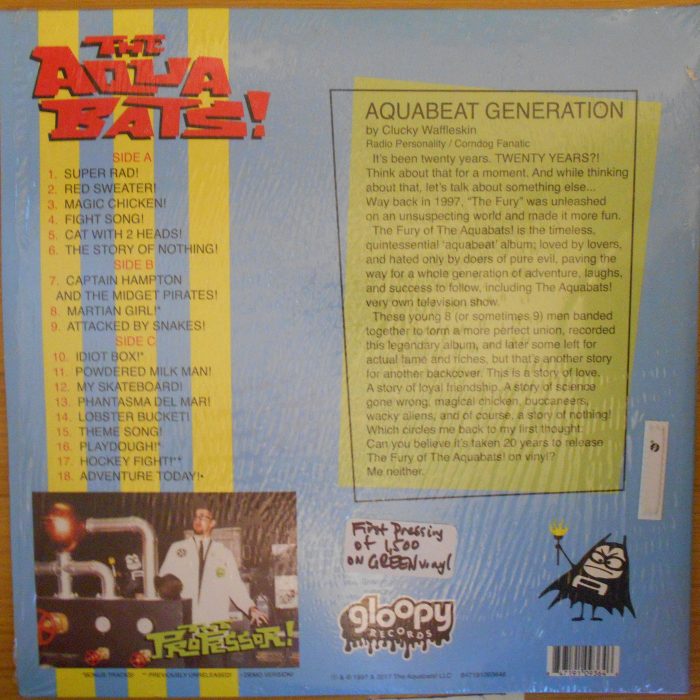 THE
AQUA
BATS!
SIDE A
1. SUPER RAD!
2. RED SWEATER!
3. MAGIC CHICKEN!
4. FIGHT SONG!
5. CAT WITH 2 HEADS!
6. THE STORY OF NOTHING!
SIDE B
7. CAPTAIN HAMPTON
AND THE MIDGET PIRATES!
8. MARTIAN GIRL!*
9. ATTACKED BY SNAKES!
SIDE C
10. IDIOT BOX!*
11. POWDERED MILK MAN!
12. MY SKATEBOARD!
13. PHANTASMA DEL MAR!
14. LOBSTER BUCKET!
15. THEME SONG!
16. PLAYDOUGH!*
17. HOCKEY FIGHT!**
18. ADVENTURE TODAY!•
AQUABEAT GENERATION
by Clucky Waffleskin
Radio Personality / Corndog Fanatic
It's been twenty years. TWENTY YEARS?!
Think about that for a moment. And while thinking
about that, let's talk about something else...
Way back in 1997, “The Fury” was unleashed
on an unsuspecting world and made it more fun.
The Fury of The Aquabats! is the timeless,
quintessential 'aquabeat' album; loved by lovers,
and hated only by doers of pure evil, paving the
way for a whole generation of adventure, laughs,
and success to follow, including The Aquabats!
very own television show.
These young 8 (or sometimes 9) men banded
together to form a more perfect union, recorded
this legendary album, and later some left for
actual fame and riches, but that's another story
for another backcover. This is a story of love.
A story of loyal friendship. A story of science
gone wrong, magical chicken, buccaneers,
wacky aliens, and of course, a story of nothing!
Which circles me back to my first thought:
Can you believe it's taken 20 years to release
The Fury of The Aquabats! on vinyl?
Me neither.
THE
PROFESSOR!
First Pressing
of 1,500
on GREEN vinyl
gloopy
RECORDS
DVB
*BONUS TRACKS! ** PREVIOUSLY UNRELEASED! • DEMO VERSION!
® & © 1997 & 2017 The Aquabats! LLC